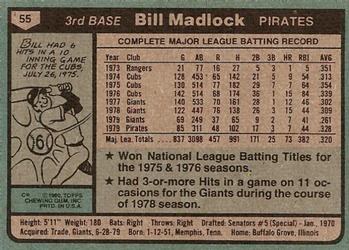 55
3RD BASE Bill Madlock PIRATES
BILL HAD 6
HITS IN A 10
INNING GAME
FOR THE CUBS,
JULY 26, 1975.
COMPLETE MAJOR LEAGUE BATTING RECORD
YR CLUB G AB R H 2B 3B HR RBI AVG
1973 Rangers 21 77 16 27 5 3 1 5 .351
1974 Cubs 128 453 65 142 21 5 9 54 .313
1975 Cubs 130 514 77 182 29 7 7 64 .354
1976 Cubs 142 514 68 174 36 1 15 84 .339
1977 Giants 140 533 70 161 28 1 12 46 .302
1978 Giants 122 447 76 138 26 3 15 44 .309
1979 Giants 69 249 37 65 9 2 7 41 .261
1979 Pirates 85 311 48 102 17 3 7 44 .328
Maj. Lea. Totals 837 3098 457 991 171 25 73 382 .320
★ Won National League Batting Titles for
the 1975 & 1976 seasons.
★ Had 3-or-more Hits in a game on 11 oc-
casions for the Giants during the course
of 1978 season.
© 1980 TOPPS
CHEWING GUM, INC.
PRTD. IN U.S.A.
Height: 5'11" Weight: 180 Bats: Right Throws: Right Drafted: Senators #5 (Special)-Jan., 1970
Acquired: Trade, Giants, 6-28-79 Born: 1-12-51, Memphis, Tenn. Home: Buffalo Grove, Illinois